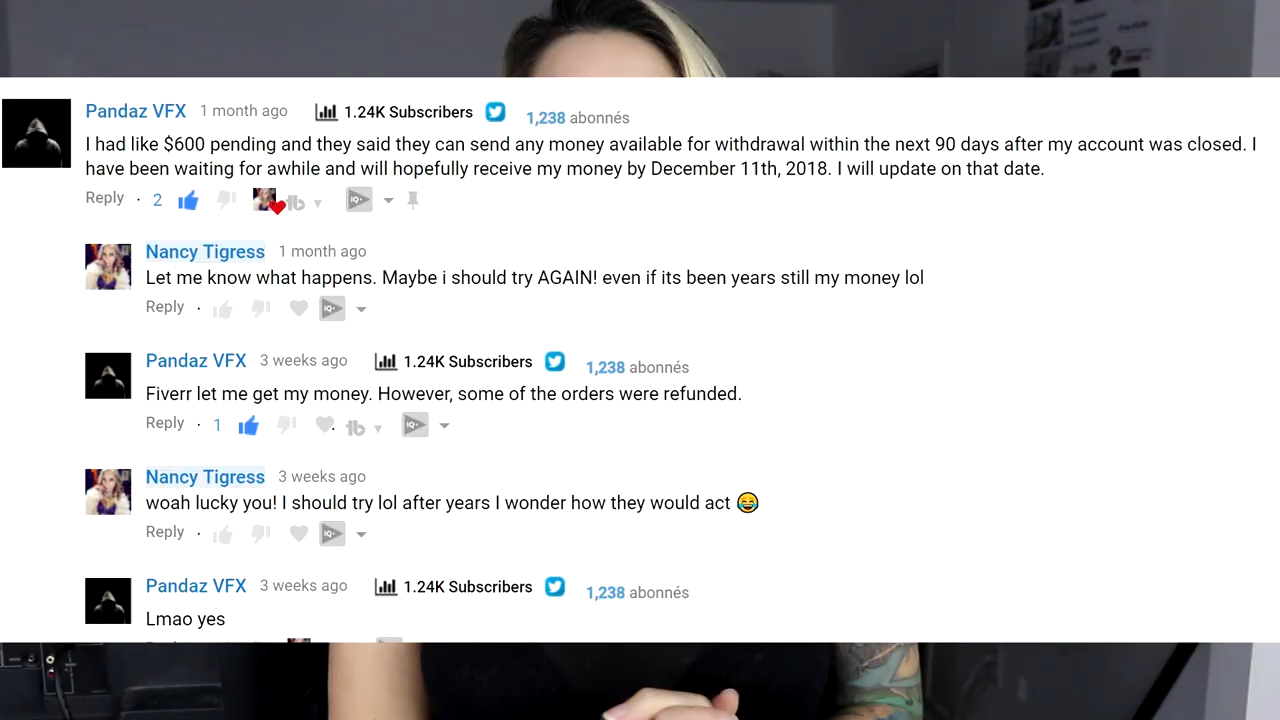 Pandaz VFX 1 month ago 1.24K Subscribers 1,238 abonnés
I had like $600 pending and they said they can send any money available for withdrawal within the next 90 days after my account was closed. I
have been waiting for awhile and will hopefully receive my money by December 11th, 2018. I will update on that date.
Reply · 2
Nancy Tigress 1 month ago
Let me know what happens. Maybe i should try AGAIN! even if its been years still my money lol
Reply ·
Pandaz VFX 3 weeks ago 1.24K Subscribers 1,238 abonnés
Fiverr let me get my money. However, some of the orders were refunded.
Reply · 1
Nancy Tigress 3 weeks ago
woah lucky you! I should try lol after years I wonder how they would act 😂
Reply ·
Pandaz VFX 3 weeks ago 1.24K Subscribers 1,238 abonnés
Lmao yes